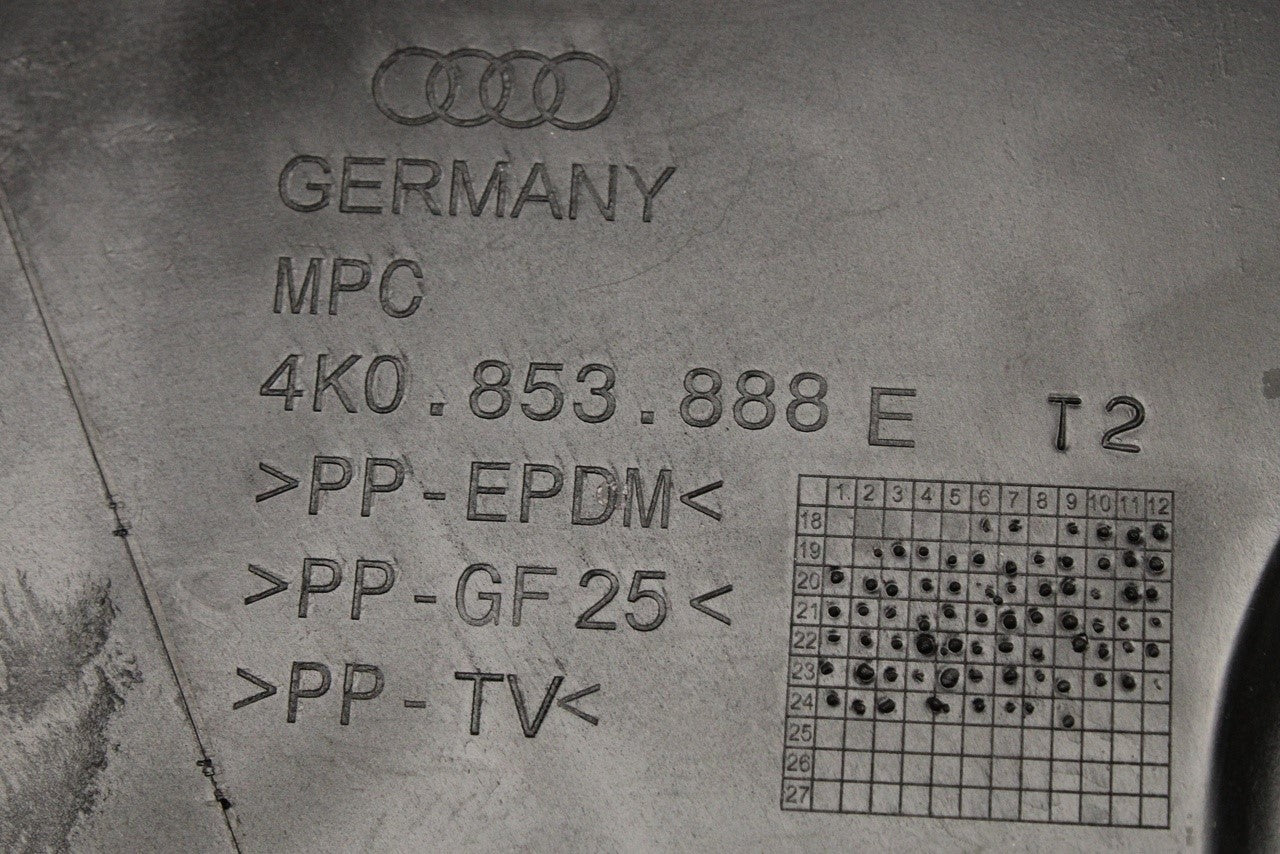 GERMANY
MPC
4K0.853.888 E T2
>PP-EPDM<
>PP-GF25<
>PP-TV<
1 2 3 4 5 6 7 8 9 10 11 12
18
19
20
21
22
23
24
25
26
27